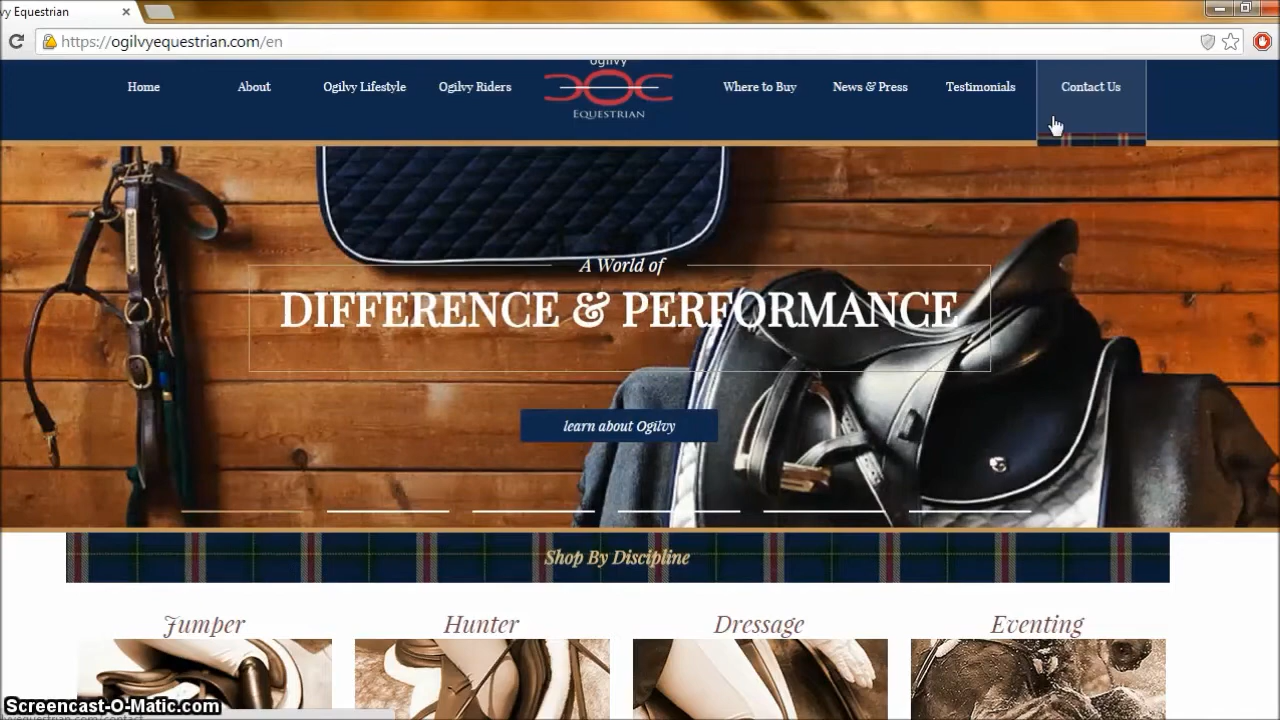 vy Equestrian
https://ogilvyequestrian.com/en
Home
About
Ogilvy Lifestyle
Ogilvy Riders
ogilvy
EQUESTRIAN
Where to Buy
News & Press
Testimonials
Contact Us
A World of
DIFFERENCE & PERFORMANCE
learn about Ogilvy
Shop By Discipline
Jumper
Hunter
Dressage
Eventing
Screencast-O-Matic.com